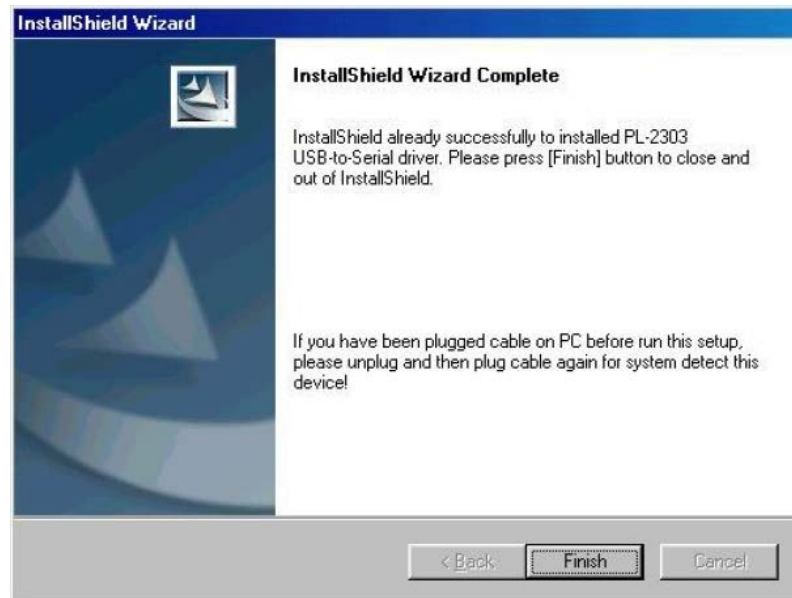 InstallShield Wizard
InstallShield Wizard Complete
InstallShield already successfully to installed PL-2303
USB-to-Serial driver. Please press [Finish] button to close and
out of InstallShield.
If you have been plugged cable on PC before run this setup,
please unplug and then plug cable again for system detect this
device!
< Back
Finish
Cancel